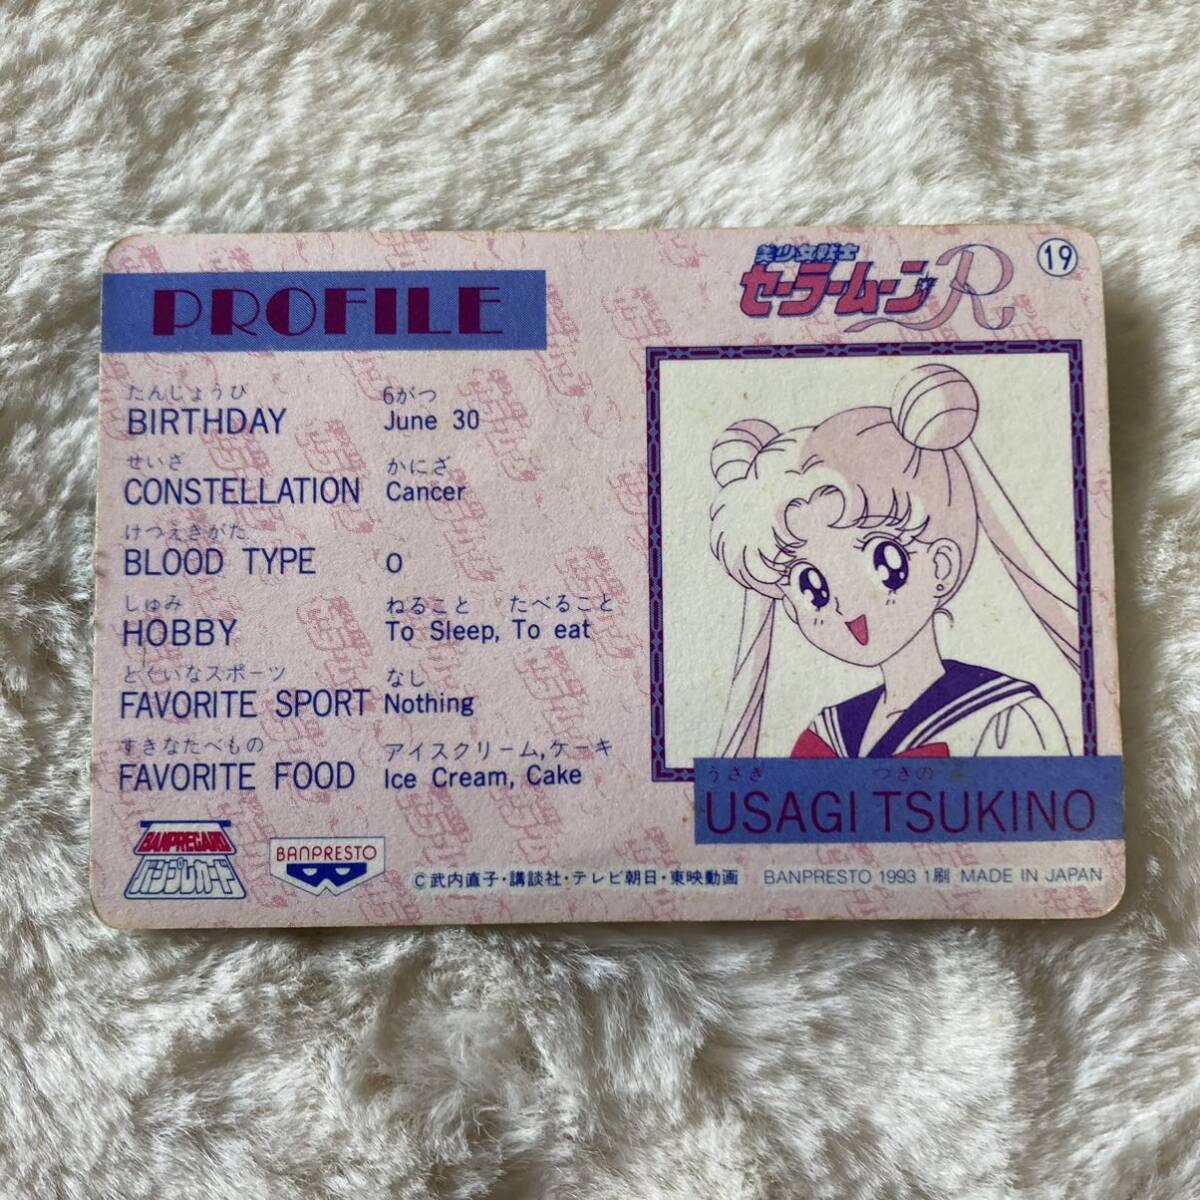 PROFILE
美少女戦士
セーラームーンR
19
たんじょうび 6がつ
BIRTHDAY June 30
せいざ かにざ
CONSTELLATION Cancer
けつえきがた
BLOOD TYPE O
しゅみ ねること たべること
HOBBY To Sleep, To eat
とくいなスポーツ なし
FAVORITE SPORT Nothing
すきなたべもの アイスクリーム,ケーキ
FAVORITE FOOD Ice Cream, Cake
うさぎ つきの
USAGI TSUKINO
BANPRECARD
バンプレカード
BANPRESTO
©武内直子・講談社・テレビ朝日・東映動画 BANPRESTO 1993 1刷 MADE IN JAPAN